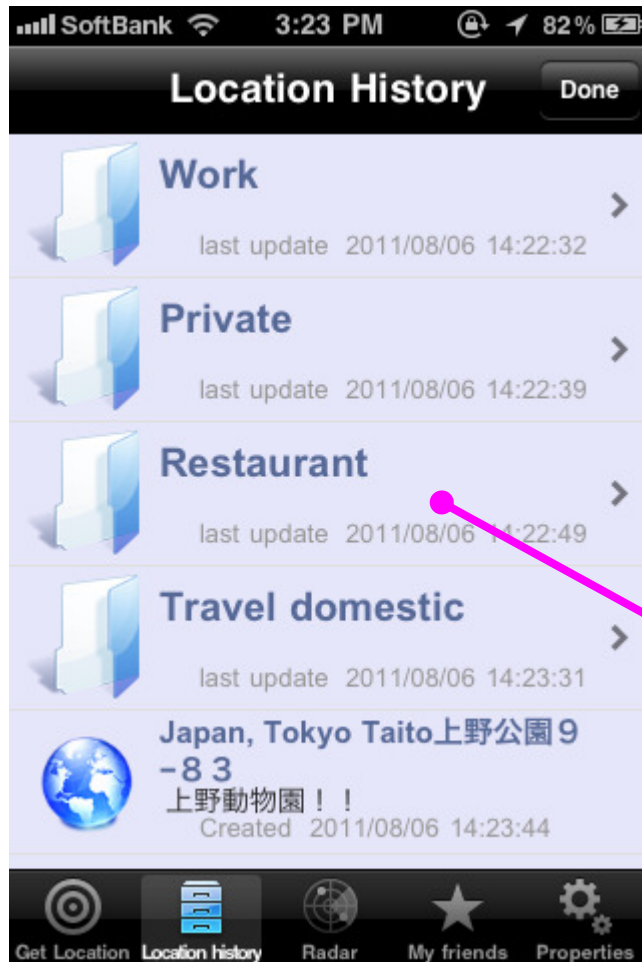 SoftBank 3:23 PM 82%
Location History Done
Work
last update 2011/08/06 14:22:32
Private
last update 2011/08/06 14:22:39
Restaurant
last update 2011/08/06 14:22:49
Travel domestic
last update 2011/08/06 14:23:31
Japan, Tokyo Taito上野公園９
−８３
上野動物園！！
Created 2011/08/06 14:23:44
Get Location Location history Radar My friends Properties